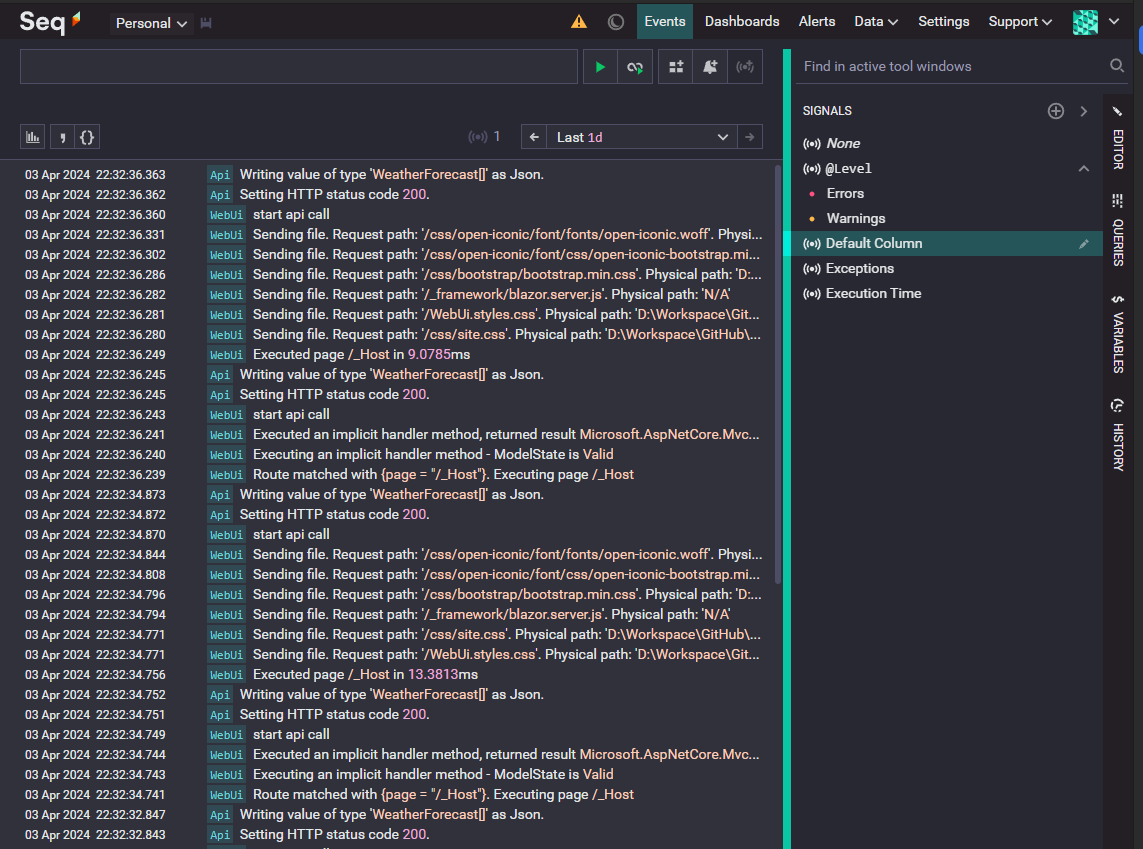 Seq Personal Events Dashboards Alerts Data Settings Support
Find in active tool windows
1 Last 1d
03 Apr 2024 22:32:36.363 Api Writing value of type 'WeatherForecast[]' as Json.
03 Apr 2024 22:32:36.362 Api Setting HTTP status code 200.
03 Apr 2024 22:32:36.360 WebUi start api call
03 Apr 2024 22:32:36.331 WebUi Sending file. Request path: '/css/open-iconic/font/fonts/open-iconic.woff'. Physi...
03 Apr 2024 22:32:36.302 WebUi Sending file. Request path: '/css/open-iconic/font/css/open-iconic-bootstrap.mi...
03 Apr 2024 22:32:36.286 WebUi Sending file. Request path: '/css/bootstrap/bootstrap.min.css'. Physical path: 'D:...
03 Apr 2024 22:32:36.282 WebUi Sending file. Request path: '/_framework/blazor.server.js'. Physical path: 'N/A'
03 Apr 2024 22:32:36.281 WebUi Sending file. Request path: '/WebUi.styles.css'. Physical path: 'D:\Workspace\Git...
03 Apr 2024 22:32:36.280 WebUi Sending file. Request path: '/css/site.css'. Physical path: 'D:\Workspace\GitHub\...
03 Apr 2024 22:32:36.249 WebUi Executed page /_Host in 9.0785ms
03 Apr 2024 22:32:36.245 Api Writing value of type 'WeatherForecast[]' as Json.
03 Apr 2024 22:32:36.245 Api Setting HTTP status code 200.
03 Apr 2024 22:32:36.243 WebUi start api call
03 Apr 2024 22:32:36.241 WebUi Executed an implicit handler method, returned result Microsoft.AspNetCore.Mvc...
03 Apr 2024 22:32:36.240 WebUi Executing an implicit handler method - ModelState is Valid
03 Apr 2024 22:32:36.239 WebUi Route matched with {page = "/_Host"}. Executing page /_Host
03 Apr 2024 22:32:34.873 Api Writing value of type 'WeatherForecast[]' as Json.
03 Apr 2024 22:32:34.872 Api Setting HTTP status code 200.
03 Apr 2024 22:32:34.870 WebUi start api call
03 Apr 2024 22:32:34.844 WebUi Sending file. Request path: '/css/open-iconic/font/fonts/open-iconic.woff'. Physi...
03 Apr 2024 22:32:34.808 WebUi Sending file. Request path: '/css/open-iconic/font/css/open-iconic-bootstrap.mi...
03 Apr 2024 22:32:34.796 WebUi Sending file. Request path: '/css/bootstrap/bootstrap.min.css'. Physical path: 'D:...
03 Apr 2024 22:32:34.794 WebUi Sending file. Request path: '/_framework/blazor.server.js'. Physical path: 'N/A'
03 Apr 2024 22:32:34.771 WebUi Sending file. Request path: '/css/site.css'. Physical path: 'D:\Workspace\GitHub\...
03 Apr 2024 22:32:34.771 WebUi Sending file. Request path: '/WebUi.styles.css'. Physical path: 'D:\Workspace\Git...
03 Apr 2024 22:32:34.756 WebUi Executed page /_Host in 13.3813ms
03 Apr 2024 22:32:34.752 Api Writing value of type 'WeatherForecast[]' as Json.
03 Apr 2024 22:32:34.751 Api Setting HTTP status code 200.
03 Apr 2024 22:32:34.749 WebUi start api call
03 Apr 2024 22:32:34.744 WebUi Executed an implicit handler method, returned result Microsoft.AspNetCore.Mvc...
03 Apr 2024 22:32:34.743 WebUi Executing an implicit handler method - ModelState is Valid
03 Apr 2024 22:32:34.741 WebUi Route matched with {page = "/_Host"}. Executing page /_Host
03 Apr 2024 22:32:32.847 Api Writing value of type 'WeatherForecast[]' as Json.
03 Apr 2024 22:32:32.843 Api Setting HTTP status code 200.
SIGNALS
None
@Level
Errors
Warnings
Default Column
Exceptions
Execution Time
EDITOR
QUERIES
VARIABLES
HISTORY